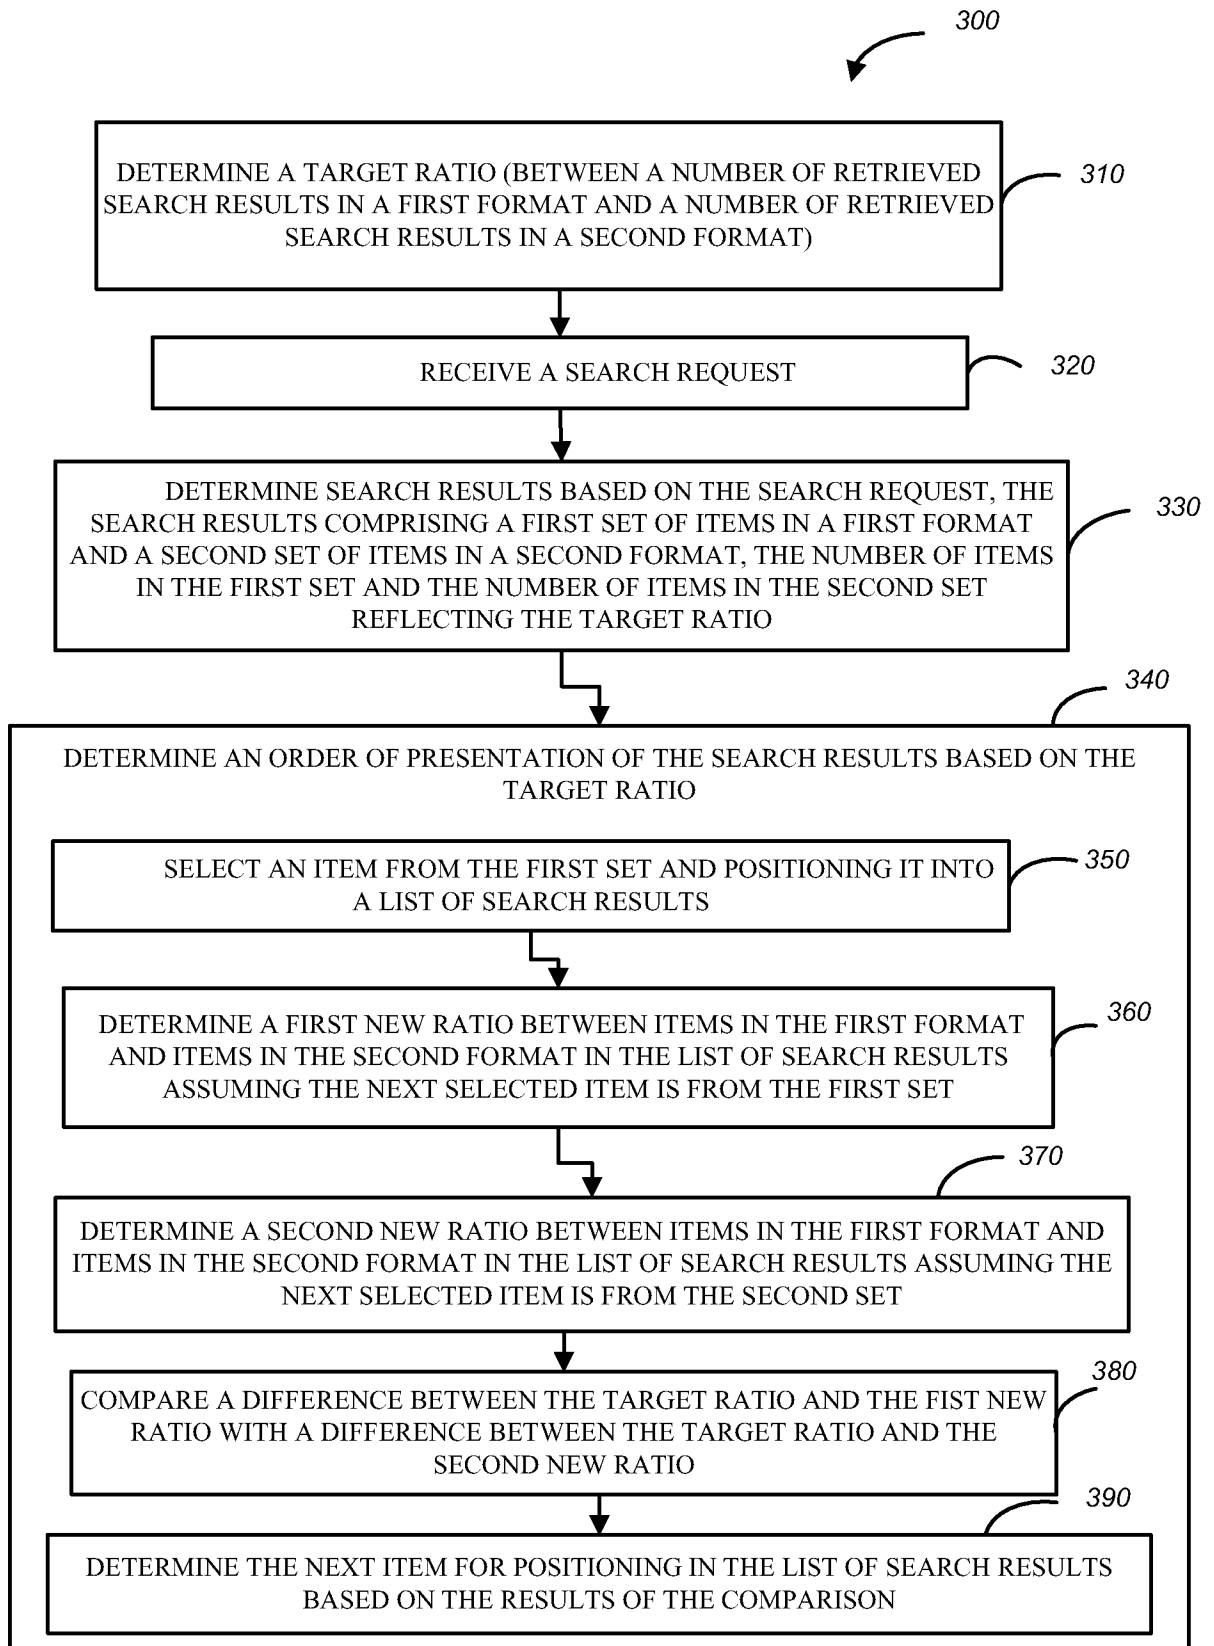 300
DETERMINE A TARGET RATIO (BETWEEN A NUMBER OF RETRIEVED
SEARCH RESULTS IN A FIRST FORMAT AND A NUMBER OF RETRIEVED
SEARCH RESULTS IN A SECOND FORMAT)
310
RECEIVE A SEARCH REQUEST
320
DETERMINE SEARCH RESULTS BASED ON THE SEARCH REQUEST, THE
SEARCH RESULTS COMPRISING A FIRST SET OF ITEMS IN A FIRST FORMAT
AND A SECOND SET OF ITEMS IN A SECOND FORMAT, THE NUMBER OF ITEMS
IN THE FIRST SET AND THE NUMBER OF ITEMS IN THE SECOND SET
REFLECTING THE TARGET RATIO
330
340
DETERMINE AN ORDER OF PRESENTATION OF THE SEARCH RESULTS BASED ON THE
TARGET RATIO
SELECT AN ITEM FROM THE FIRST SET AND POSITIONING IT INTO
A LIST OF SEARCH RESULTS
350
DETERMINE A FIRST NEW RATIO BETWEEN ITEMS IN THE FIRST FORMAT
AND ITEMS IN THE SECOND FORMAT IN THE LIST OF SEARCH RESULTS
ASSUMING THE NEXT SELECTED ITEM IS FROM THE FIRST SET
360
370
DETERMINE A SECOND NEW RATIO BETWEEN ITEMS IN THE FIRST FORMAT AND
ITEMS IN THE SECOND FORMAT IN THE LIST OF SEARCH RESULTS ASSUMING THE
NEXT SELECTED ITEM IS FROM THE SECOND SET
380
COMPARE A DIFFERENCE BETWEEN THE TARGET RATIO AND THE FIST NEW
RATIO WITH A DIFFERENCE BETWEEN THE TARGET RATIO AND THE
SECOND NEW RATIO
390
DETERMINE THE NEXT ITEM FOR POSITIONING IN THE LIST OF SEARCH RESULTS
BASED ON THE RESULTS OF THE COMPARISON